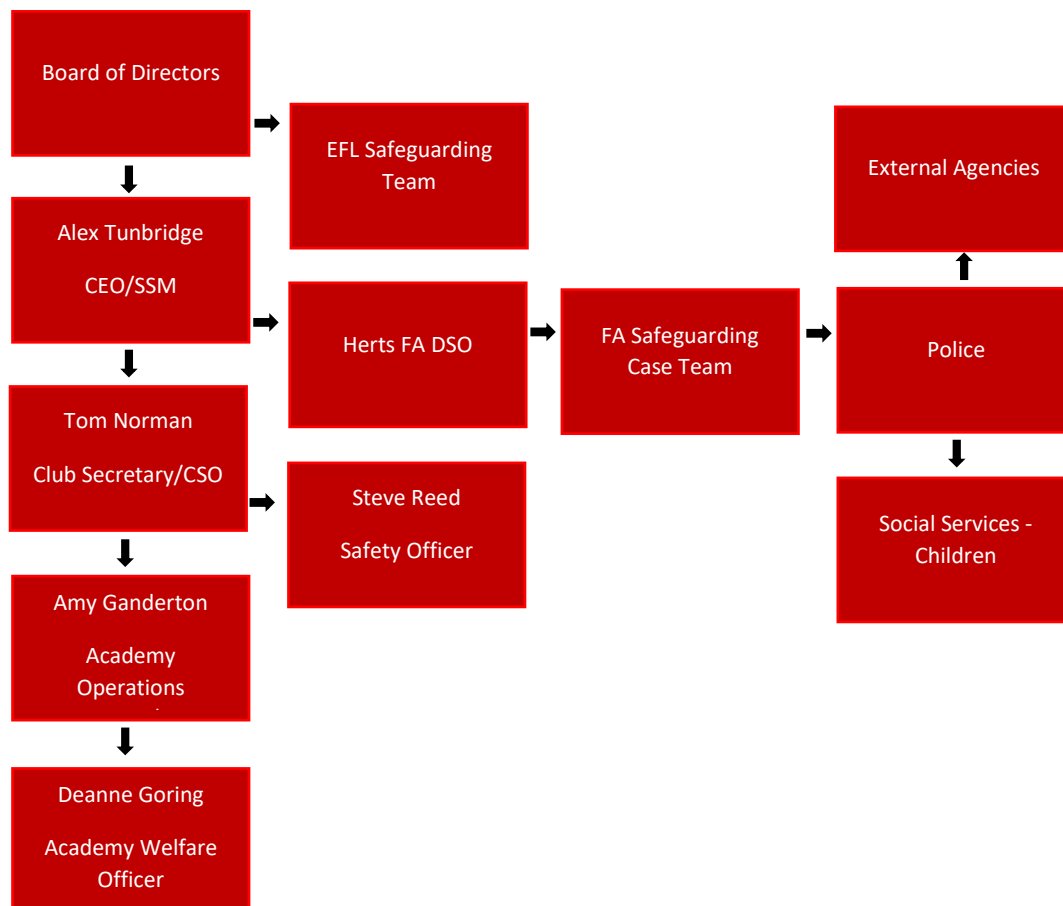 Board of Directors
EFL Safeguarding
Team
External Agencies
Alex Tunbridge
CEO/SSM
Herts FA DSO
FA Safeguarding
Case Team
Police
Tom Norman
Club Secretary/CSO
Steve Reed
Safety Officer
Social Services -
Children
Amy Ganderton
Academy
Operations
Deanne Goring
Academy Welfare
Officer